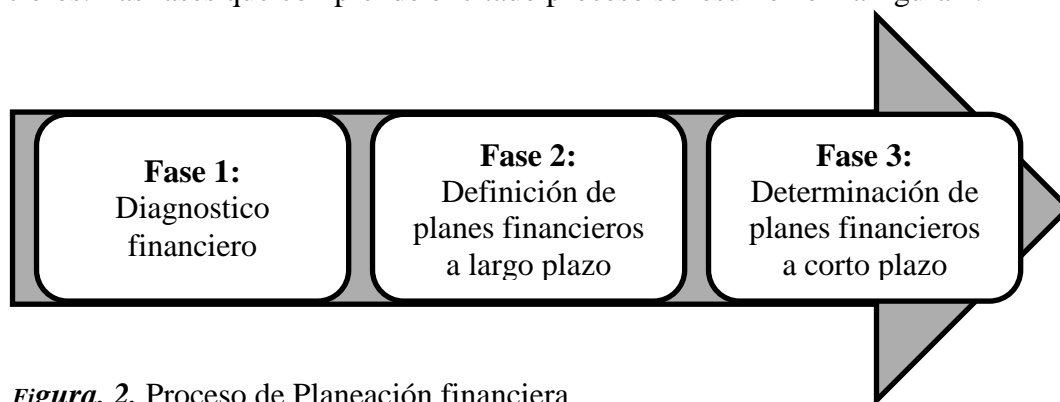 Fase 1:
Diagnostico
financiero
Fase 2:
Definición de
planes financieros
a largo plazo
Fase 3:
Determinación de
planes financieros
a corto plazo
Figura. 2. Proceso de Planeación financiera